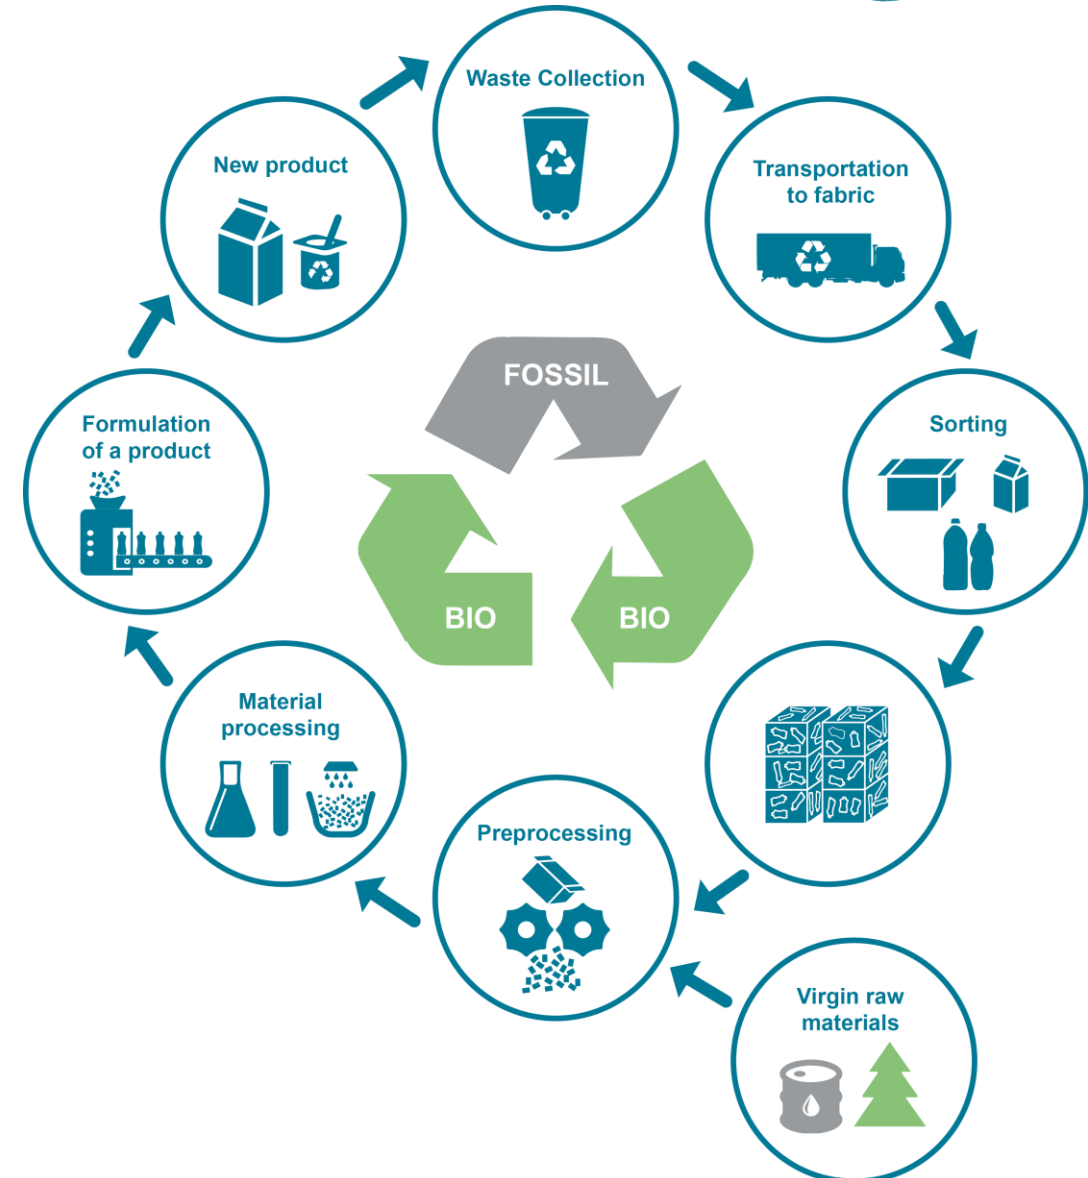 Waste Collection
Transportation
to fabric
Sorting
Virgin raw
materials
Preprocessing
Material
processing
Formulation
of a product
New product
FOSSIL
BIO
BIO